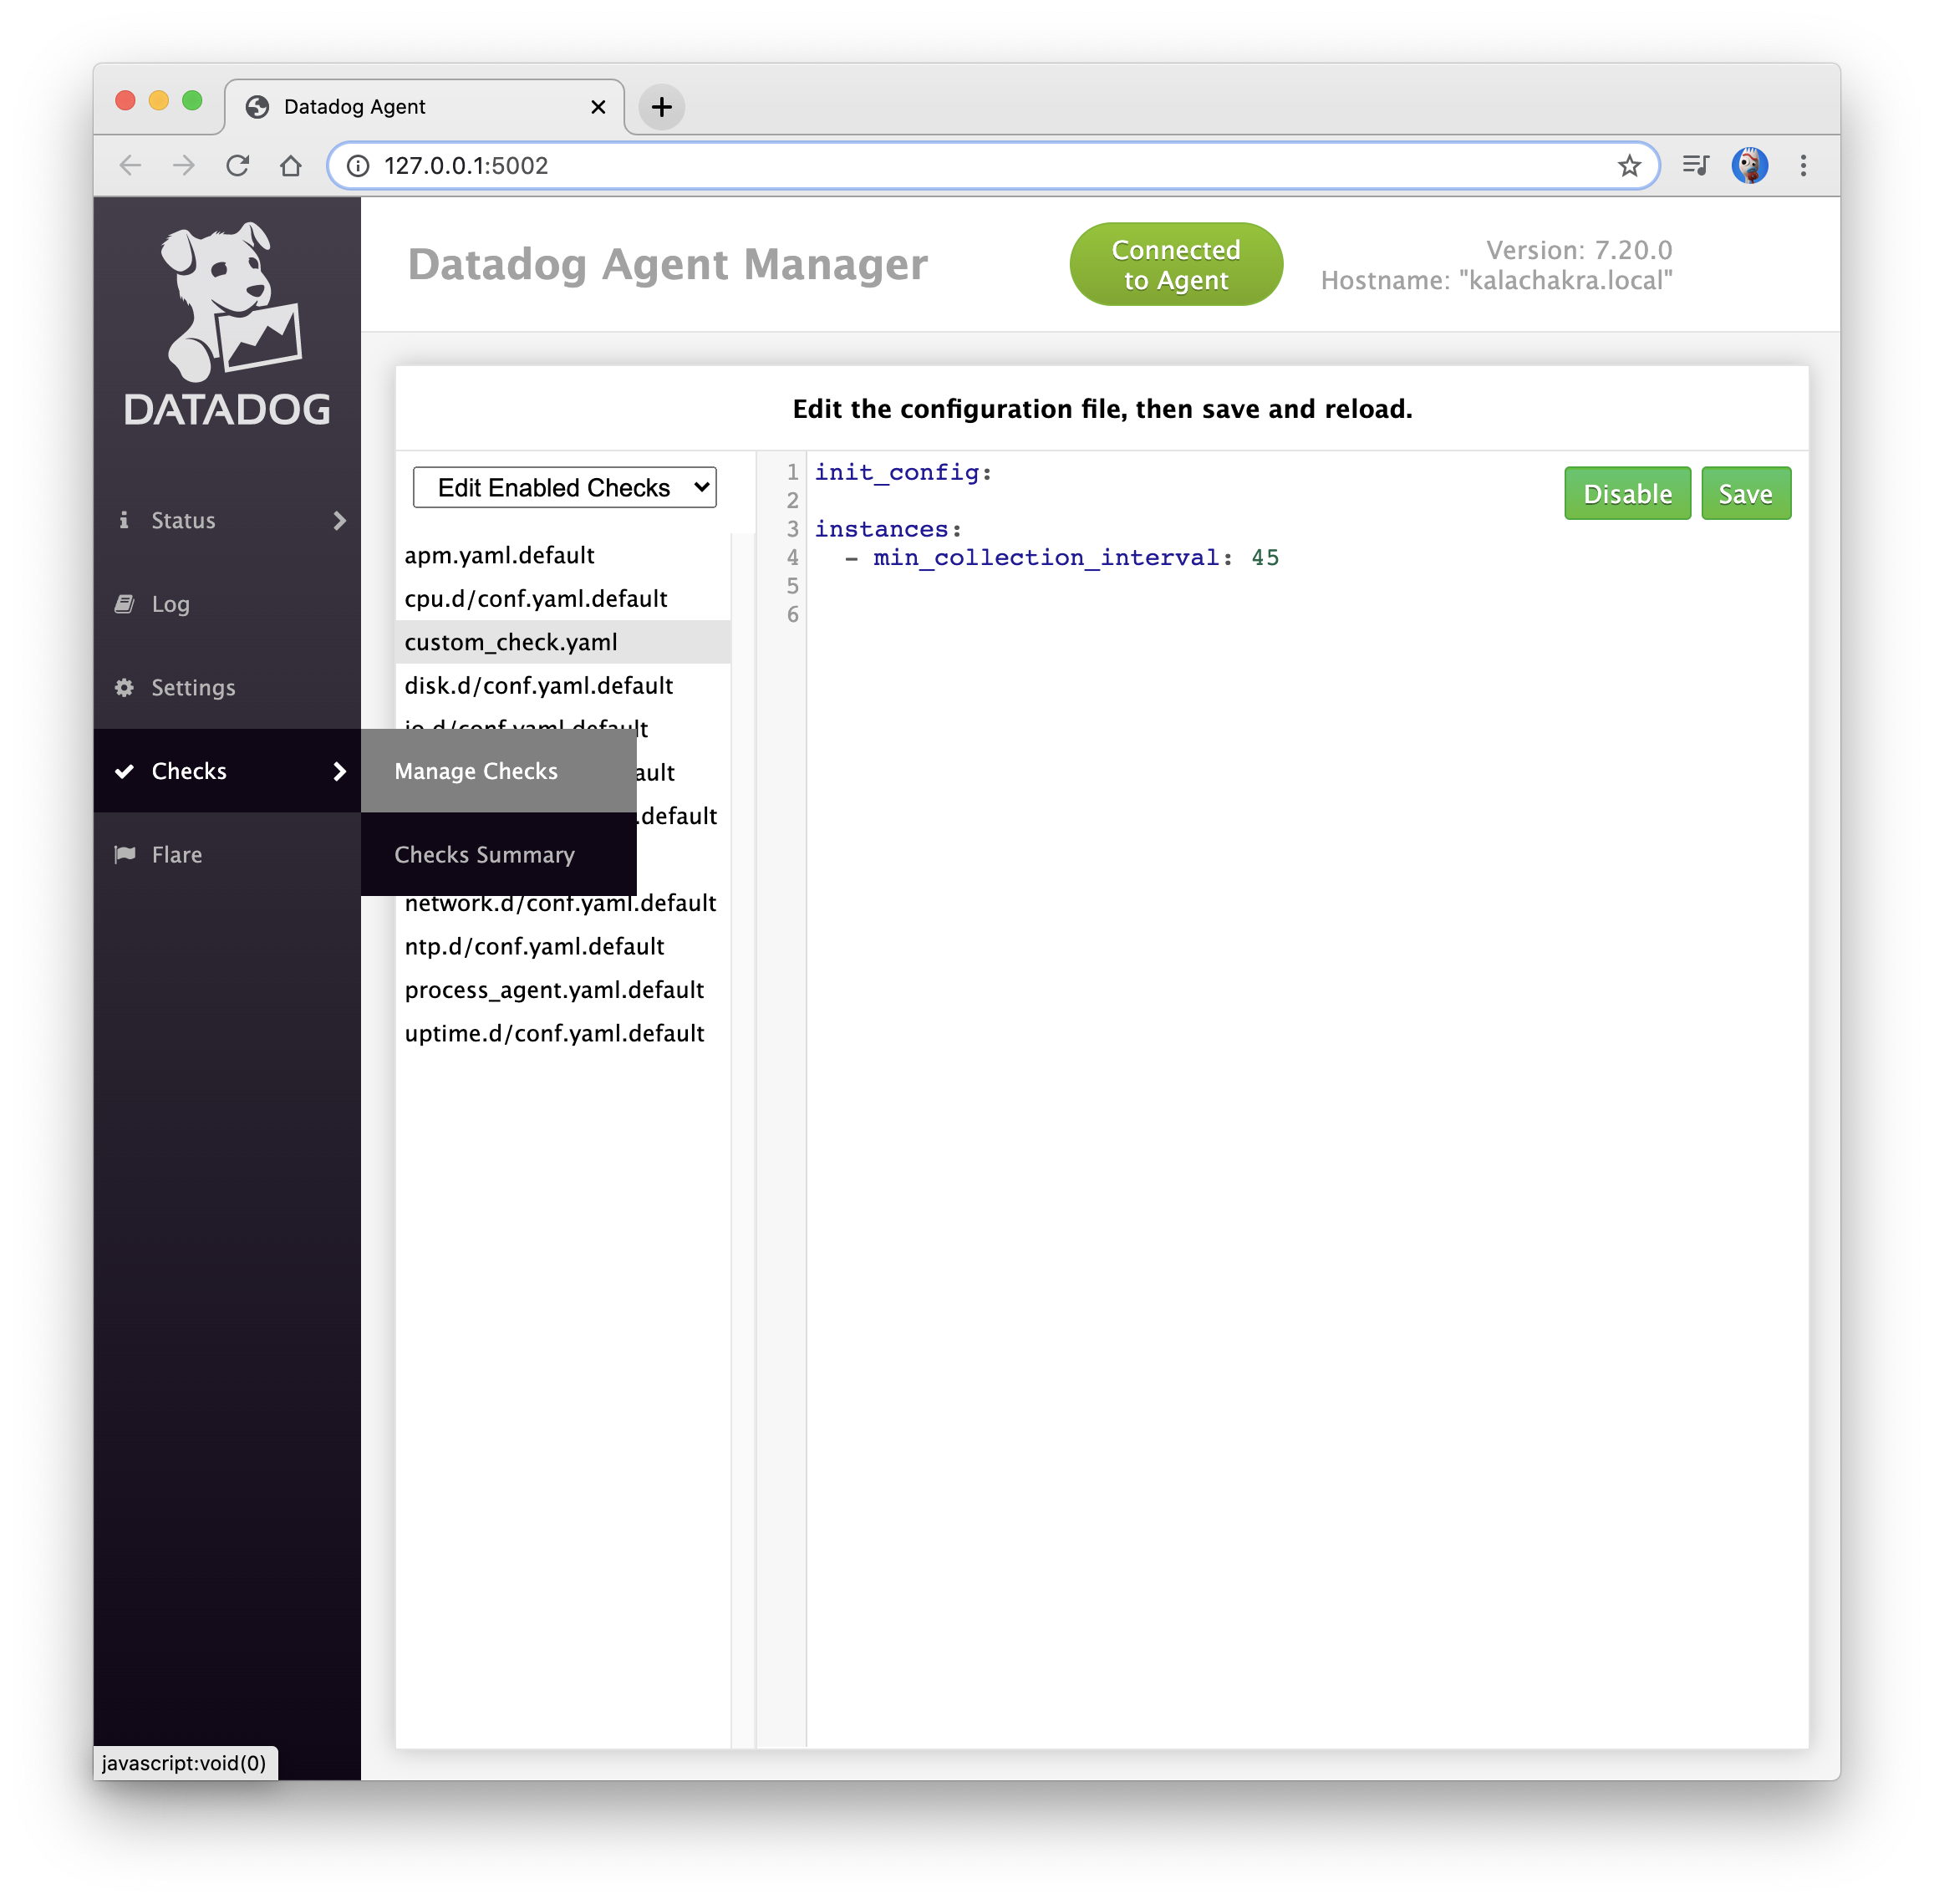 Datadog Agent
127.0.0.1:5002
DATADOG
Datadog Agent Manager
Connected
to Agent
Version: 7.20.0
Hostname: "kalachakra.local"
Status
Log
Settings
Checks
Manage Checks
Checks Summary
Flare
Edit the configuration file, then save and reload.
Edit Enabled Checks
apm.yaml.default
cpu.d/conf.yaml.default
custom_check.yaml
disk.d/conf.yaml.default
io.d/conf.yaml.default
ault
.default
network.d/conf.yaml.default
ntp.d/conf.yaml.default
process_agent.yaml.default
uptime.d/conf.yaml.default
1 init_config:
2
3 instances:
4 - min_collection_interval: 45
5
6
Disable
Save
javascript:void(0)